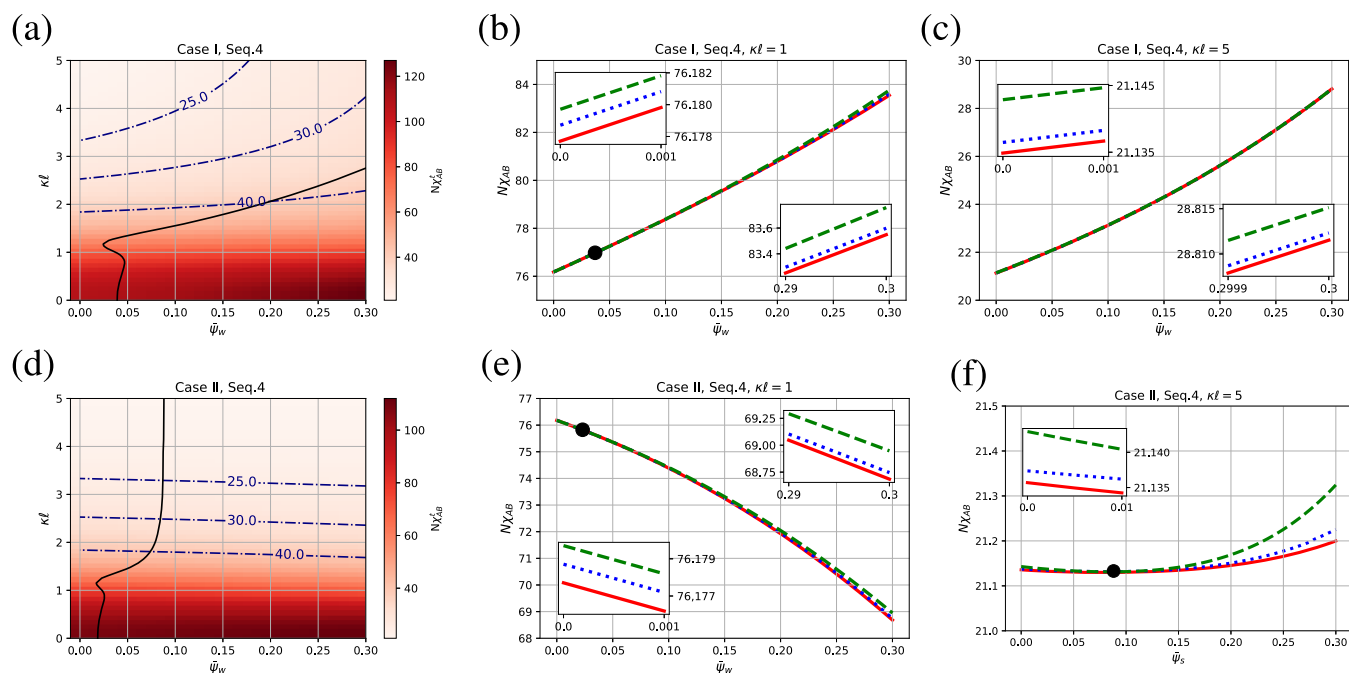 (a)
Case I, Seq.4
5
4
3
2
1
0
κℓ
25.0
30.0
40.0
0.00 0.05 0.10 0.15 0.20 0.25 0.30
ψ̄w
120
100
80
60
40
Nχ^ℓ_AB
(b)
Case I, Seq.4, κℓ = 1
84
82
80
78
76
NχAB
76.182
76.180
76.178
0.0 0.001
83.6
83.4
0.29 0.3
0.00 0.05 0.10 0.15 0.20 0.25 0.30
ψ̄w
(c)
Case I, Seq.4, κℓ = 5
30
28
26
24
22
20
NχAB
21.145
21.135
0.0 0.001
28.815
28.810
0.2999 0.3
0.00 0.05 0.10 0.15 0.20 0.25 0.30
ψ̄w
(d)
Case II, Seq.4
5
4
3
2
1
0
κℓ
25.0
30.0
40.0
0.00 0.05 0.10 0.15 0.20 0.25 0.30
ψ̄w
100
80
60
40
Nχ^ℓ_AB
(e)
Case II, Seq.4, κℓ = 1
77
76
75
74
73
72
71
70
69
68
NχAB
69.25
69.00
68.75
0.29 0.3
76.179
76.177
0.0 0.001
0.00 0.05 0.10 0.15 0.20 0.25 0.30
ψ̄w
(f)
Case II, Seq.4, κℓ = 5
21.5
21.4
21.3
21.2
21.1
21.0
NχAB
21.140
21.135
0.0 0.01
0.00 0.05 0.10 0.15 0.20 0.25 0.30
ψ̄s